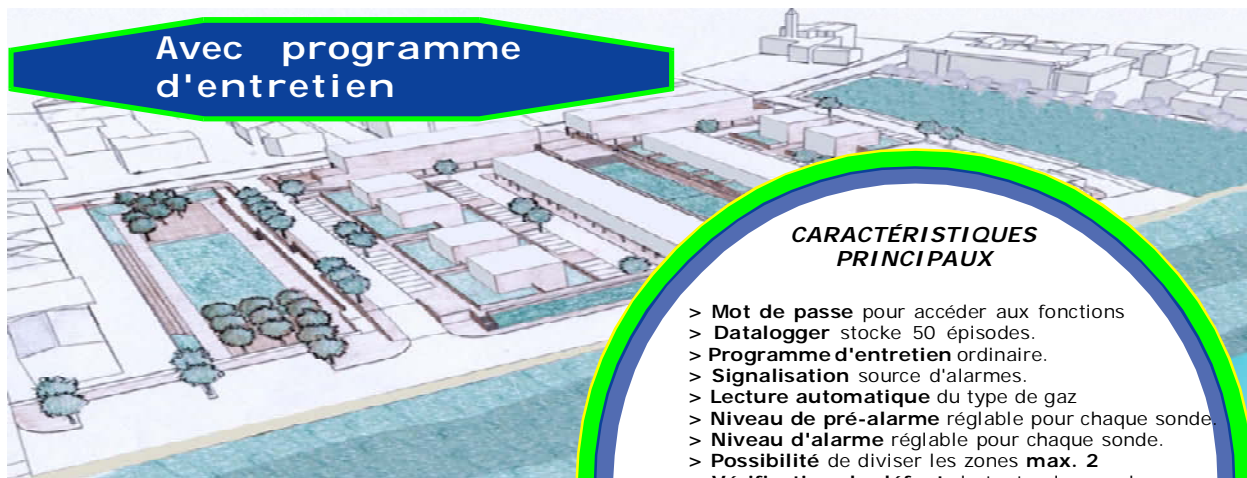 Avec programme
d'entretien
CARACTÉRISTIQUES
PRINCIPAUX
> Mot de passe pour accéder aux fonctions
> Datalogger stocke 50 épisodes.
> Programme d'entretien ordinaire.
> Signalisation source d'alarmes.
> Lecture automatique du type de gaz
> Niveau de pré-alarme réglable pour chaque sonde.
> Niveau d'alarme réglable pour chaque sonde.
> Possibilité de diviser les zones max. 2